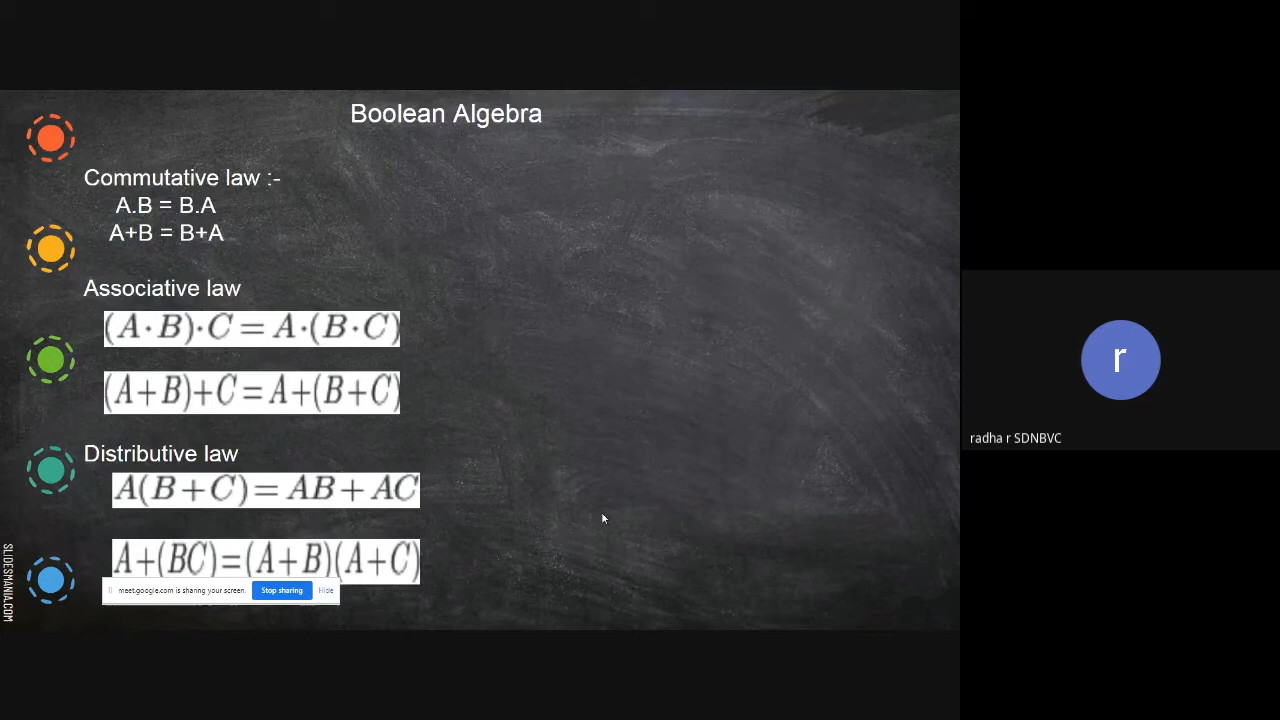 Boolean Algebra
Commutative law :-
A.B = B.A
A+B = B+A
Associative law
(A·B)·C = A·(B·C)
(A+B)+C=A+(B+C)
Distributive law
A(B+C)=AB+AC
A+(BC)=(A+B)(A+C)
meet.google.com is sharing your screen. Stop sharing Hide
SLIDESMANIA.COM
r
radha r SDNBVC